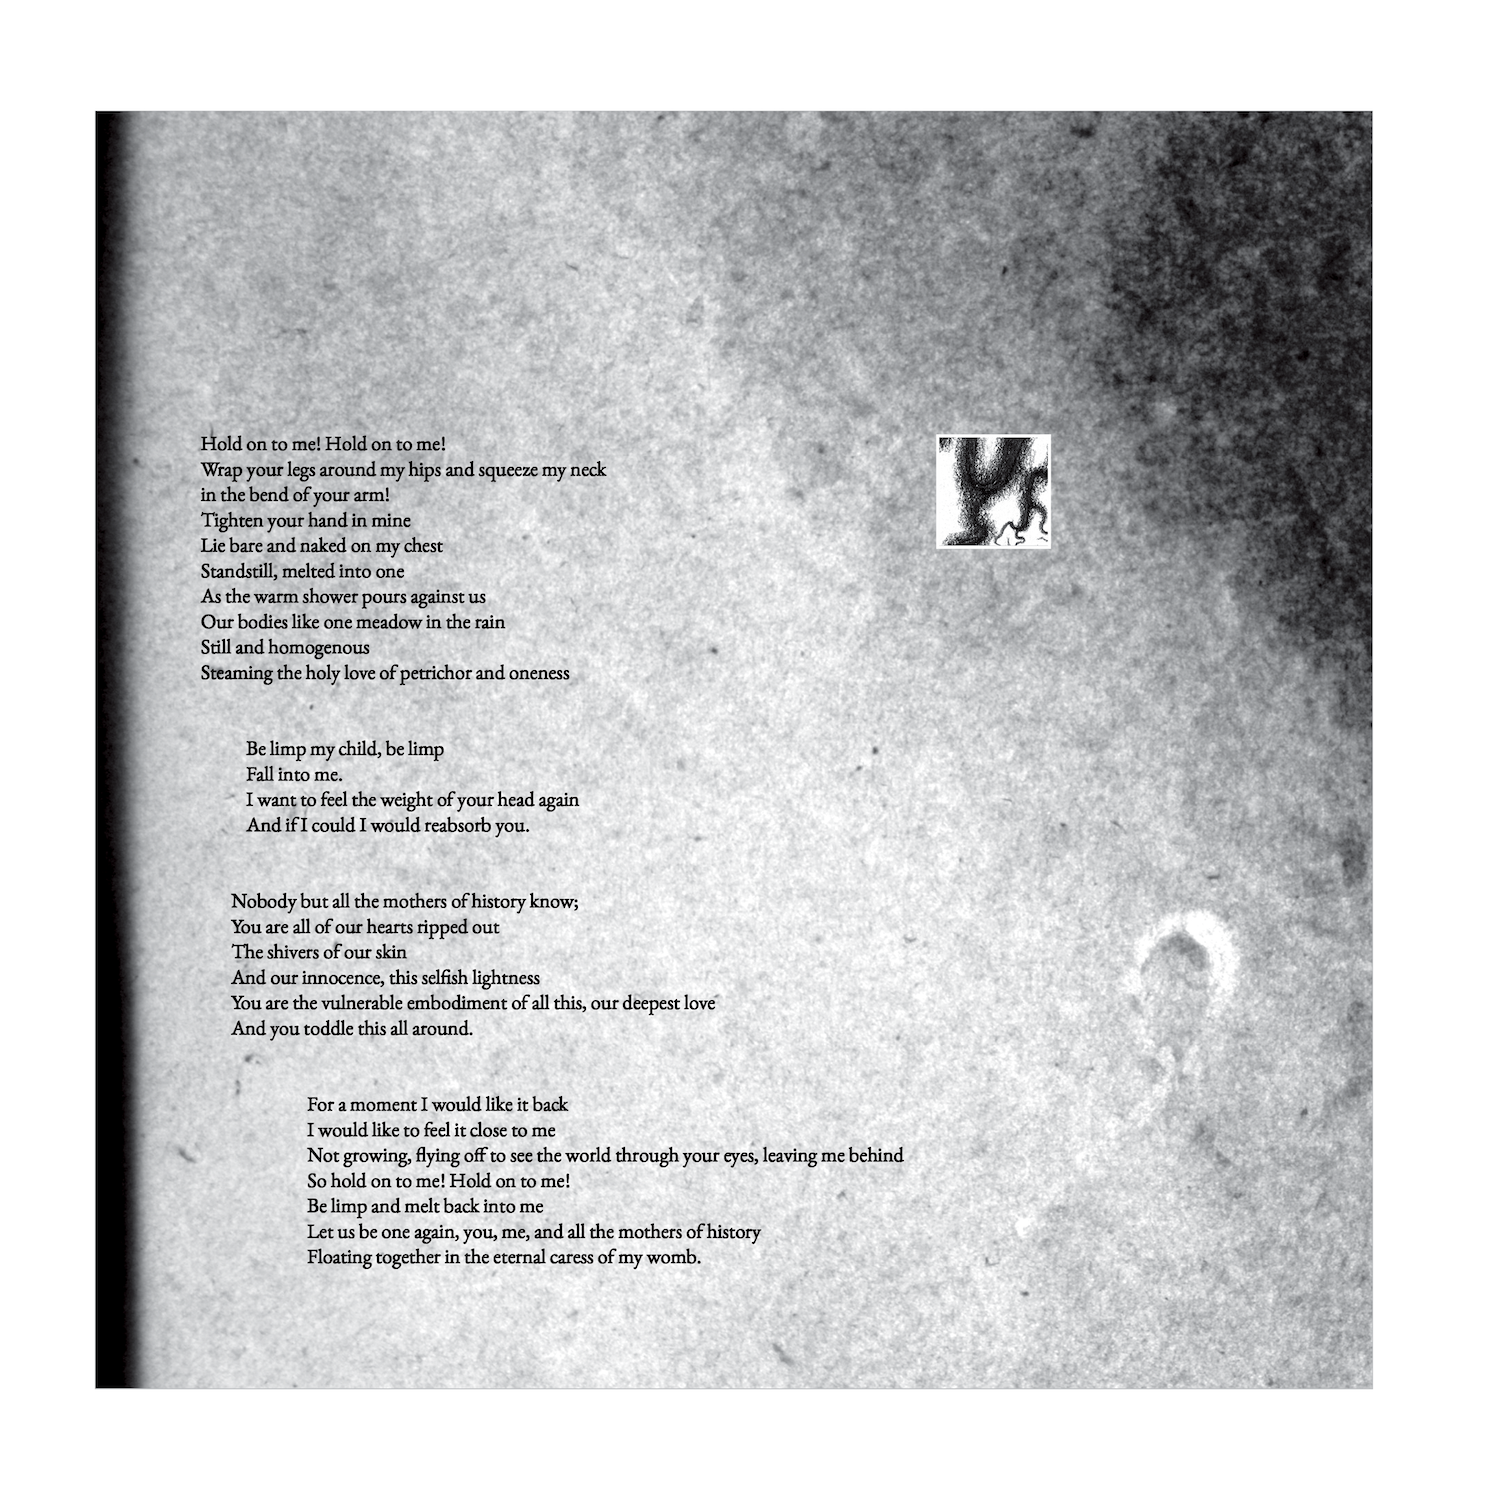 Hold on to me! Hold on to me!
Wrap your legs around my hips and squeeze my neck
in the bend of your arm!
Tighten your hand in mine
Lie bare and naked on my chest
Standstill, melted into one
As the warm shower pours against us
Our bodies like one meadow in the rain
Still and homogenous
Steaming the holy love of petrichor and oneness
Be limp my child, be limp
Fall into me.
I want to feel the weight of your head again
And if I could I would reabsorb you.
Nobody but all the mothers of history know;
You are all of our hearts ripped out
The shivers of our skin
And our innocence, this selfish lightness
You are the vulnerable embodiment of all this, our deepest love
And you toddle this all around.
For a moment I would like it back
I would like to feel it close to me
Not growing, flying off to see the world through your eyes, leaving me behind
So hold on to me! Hold on to me!
Be limp and melt back into me
Let us be one again, you, me, and all the mothers of history
Floating together in the eternal caress of my womb.